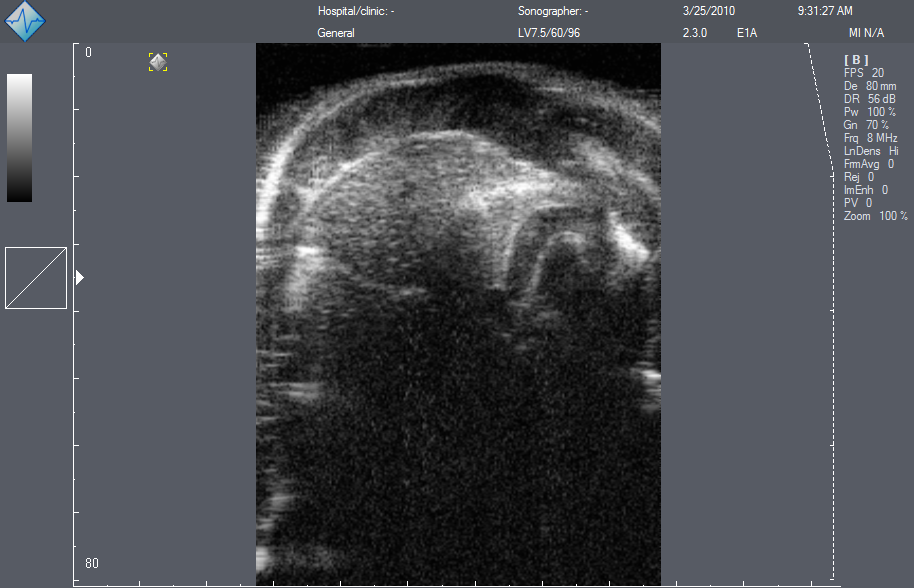 Hospital/clinic: - Sonographer: - 3/25/2010 9:31:27 AM
General LV7.5/60/96 2.3.0 E1A MI N/A
0
[ B ]
FPS 20
De 80 mm
DR 56 dB
Pw 100 %
Gn 70 %
Frq 8 MHz
LnDens Hi
FrmAvg 0
Rej 0
ImEnh 0
PV 0
Zoom 100 %
80